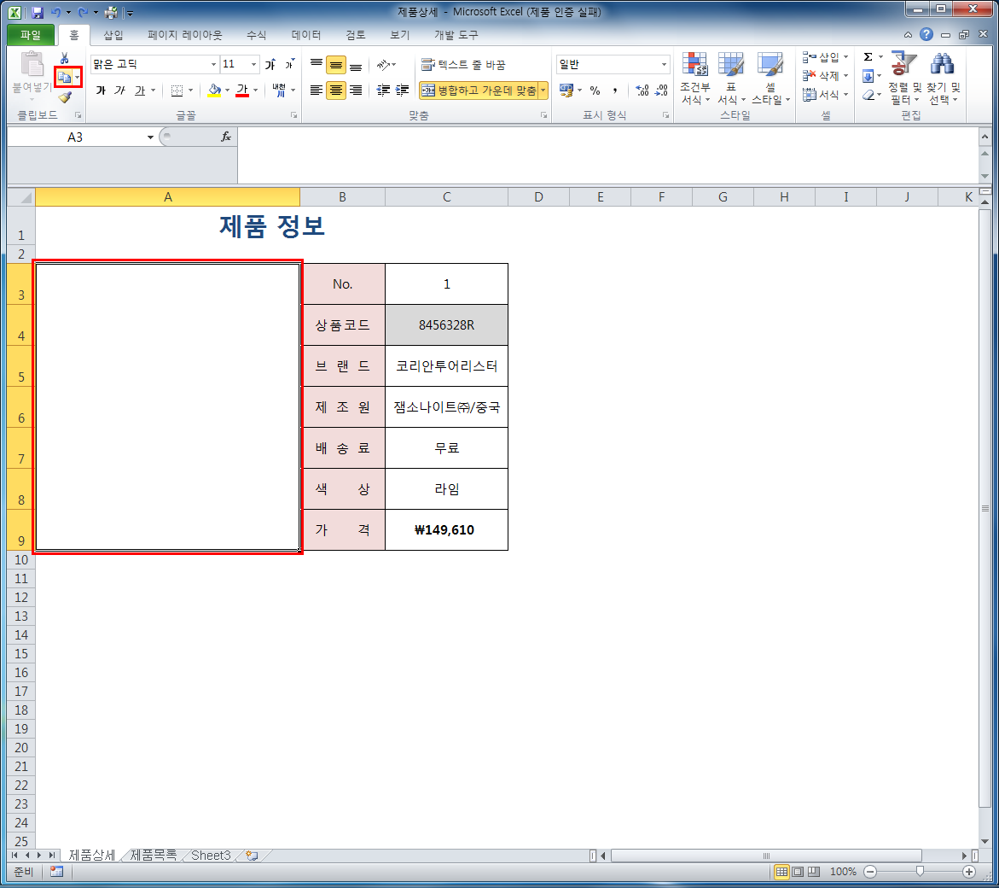 제품상세 - Microsoft Excel (제품 인증 실패)
파일 홈 삽입 페이지 레이아웃 수식 데이터 검토 보기 개발 도구
붙여넣기
클립보드
맑은 고딕 11 가 가
가 가 가 내천
글꼴
텍스트 줄 바꿈
병합하고 가운데 맞춤
맞춤
일반
% , .00 .0
표시 형식
조건부 서식
표 서식
셀 스타일
스타일
삽입
삭제
서식
셀
Σ
정렬 및 필터
찾기 및 선택
편집
A3 fx
A B C D E F G H I J K
1 제품 정보
2
3 No. 1
4 상품코드 8456328R
5 브 랜 드 코리안투어리스터
6 제 조 원 잼소나이트㈜/중국
7 배 송 료 무료
8 색 상 라임
9 가 격 ₩149,610
10
11
12
13
14
15
16
17
18
19
20
21
22
23
24
25
제품상세 제품목록 Sheet3
준비 100%